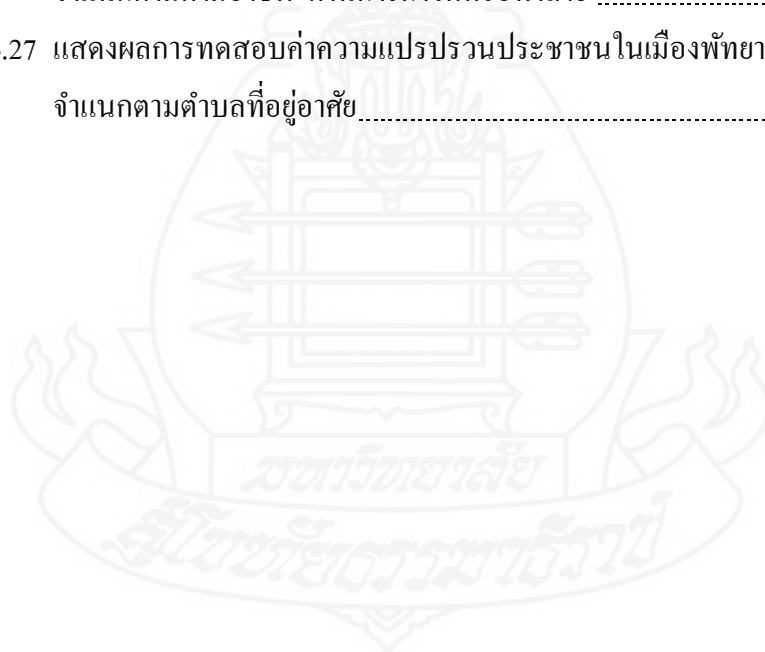 .27 แสดงผลการทดสอบค่าความแปรปรวนประชาชนในเมืองพัทยา
จำแนกตามตำบลที่อยู่อาศัย
มหาวิทยาลัย
สุโขทัยธรรมาธิราช